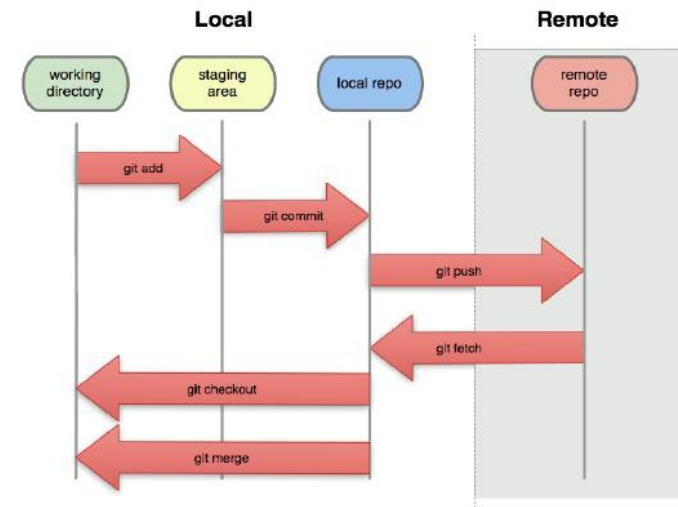 Local
Remote
working
directory
staging
area
local repo
remote
repo
git add
git commit
git push
git fetch
git checkout
git merge